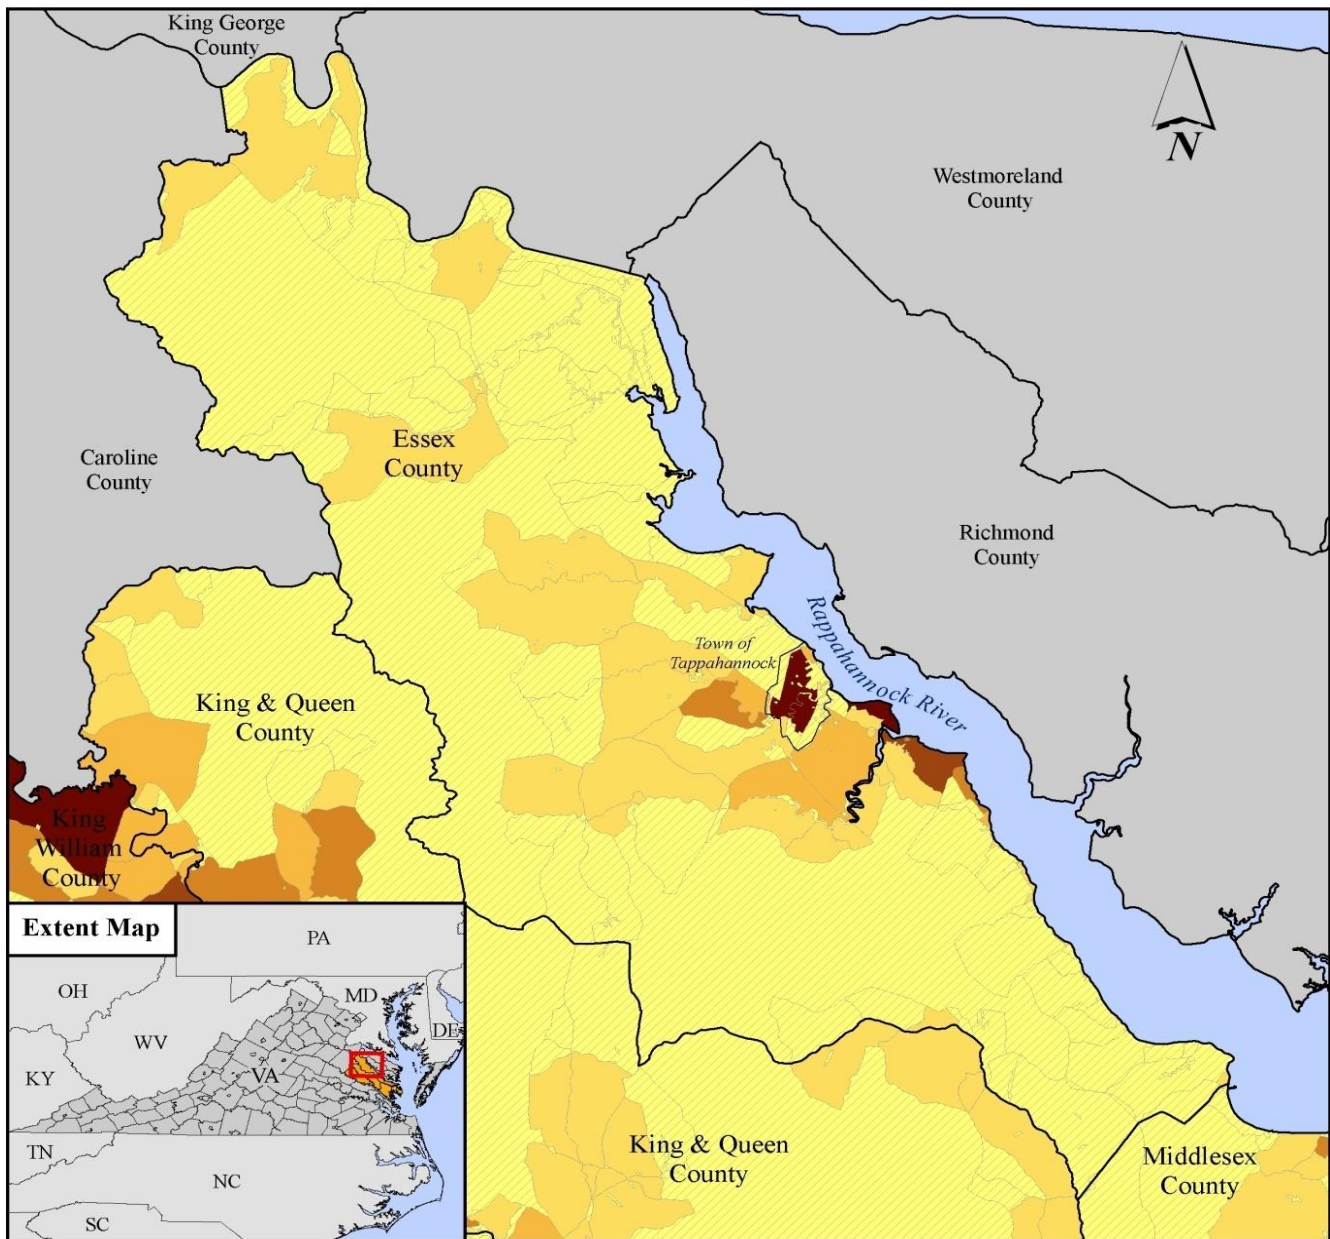 King George
County
Westmoreland
County
N
Essex
County
Caroline
County
Richmond
County
Rappahannock River
Town of
Tappahannock
King & Queen
County
King
William
County
Extent Map
PA
OH
MD
DE
WV
KY
VA
TN
NC
SC
King & Queen
County
Middlesex
County